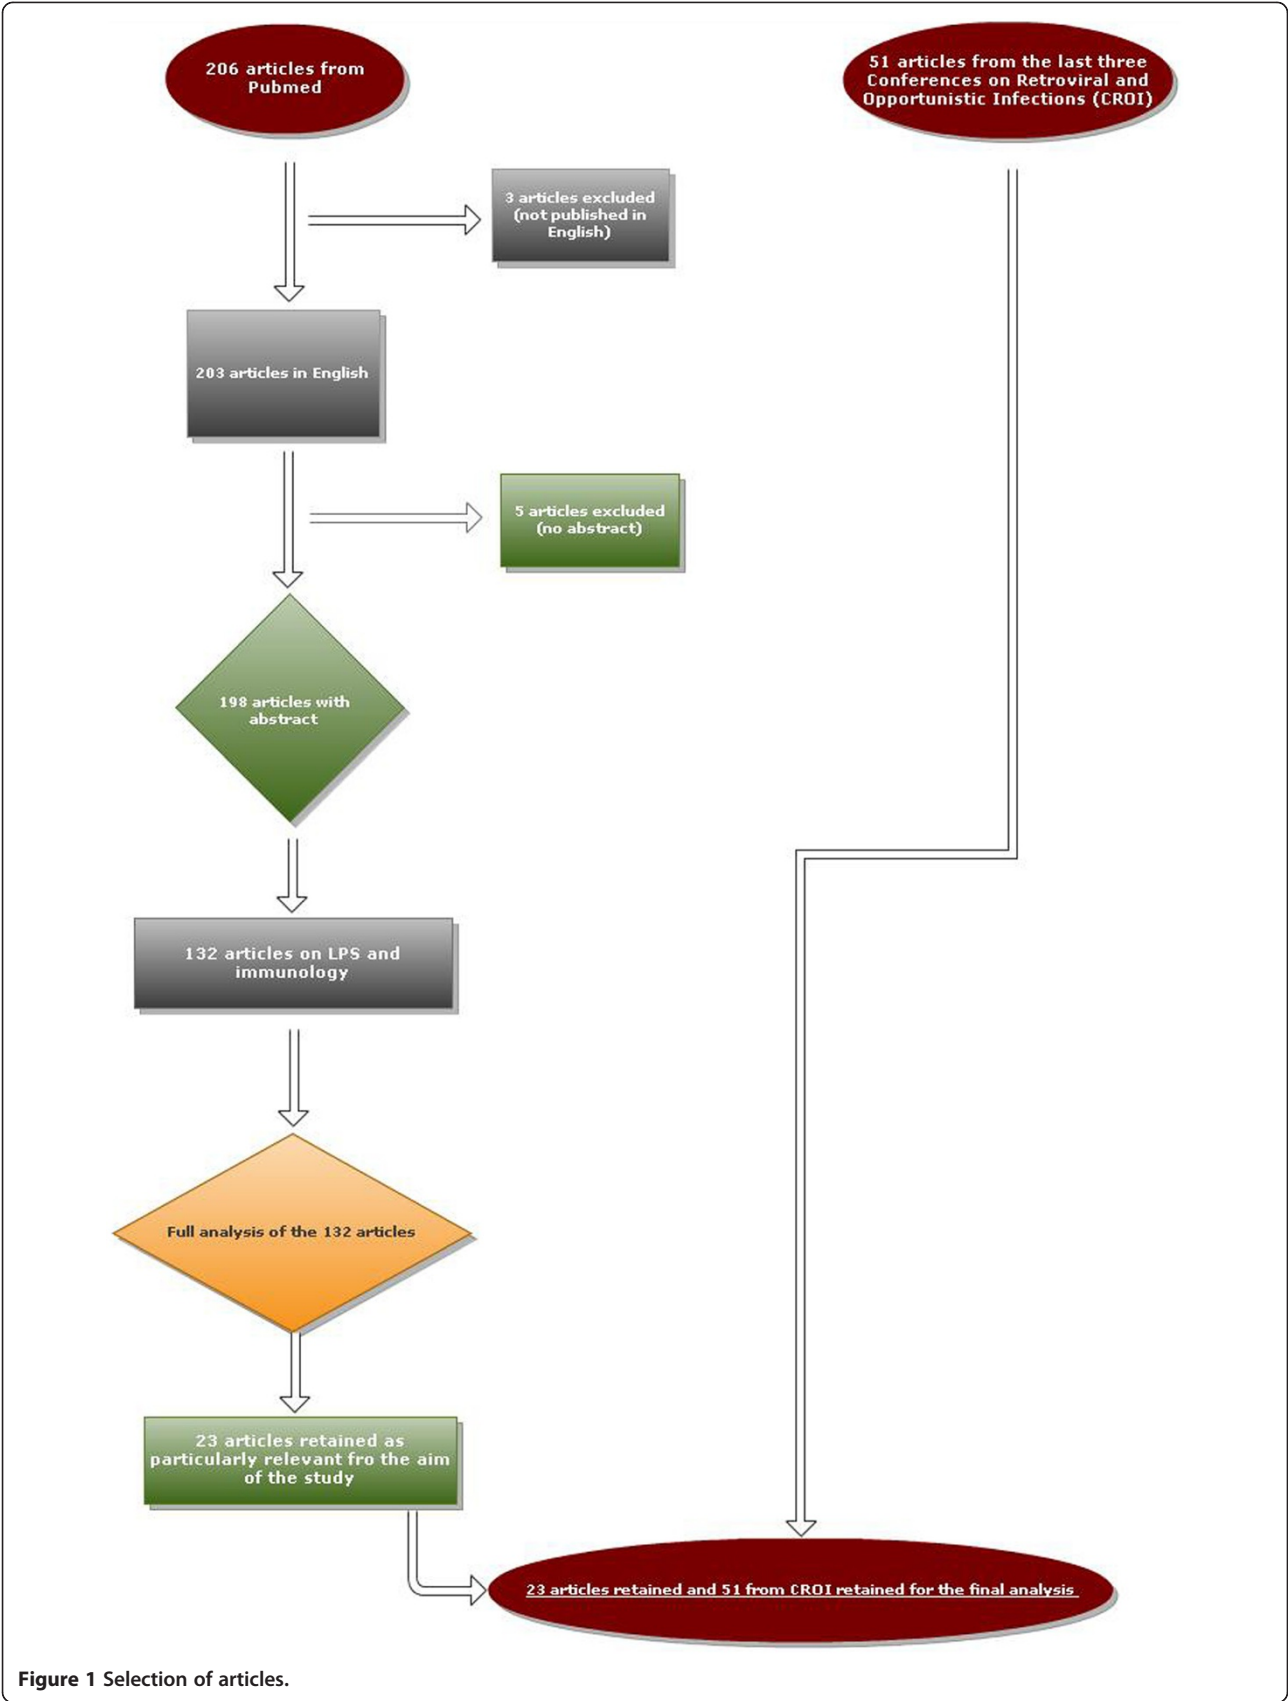 206 articles from
Pubmed
51 articles from the last three
Conferences on Retroviral and
Opportunistic Infections (CROI)
3 articles excluded
(not published in
English)
203 articles in English
5 articles excluded
(no abstract)
198 articles with
abstract
132 articles on LPS and
immunology
Full analysis of the 132 articles
23 articles retained as
particularly relevant fro the aim
of the study
23 articles retained and 51 from CROI retained for the final analysis
Figure 1 Selection of articles.